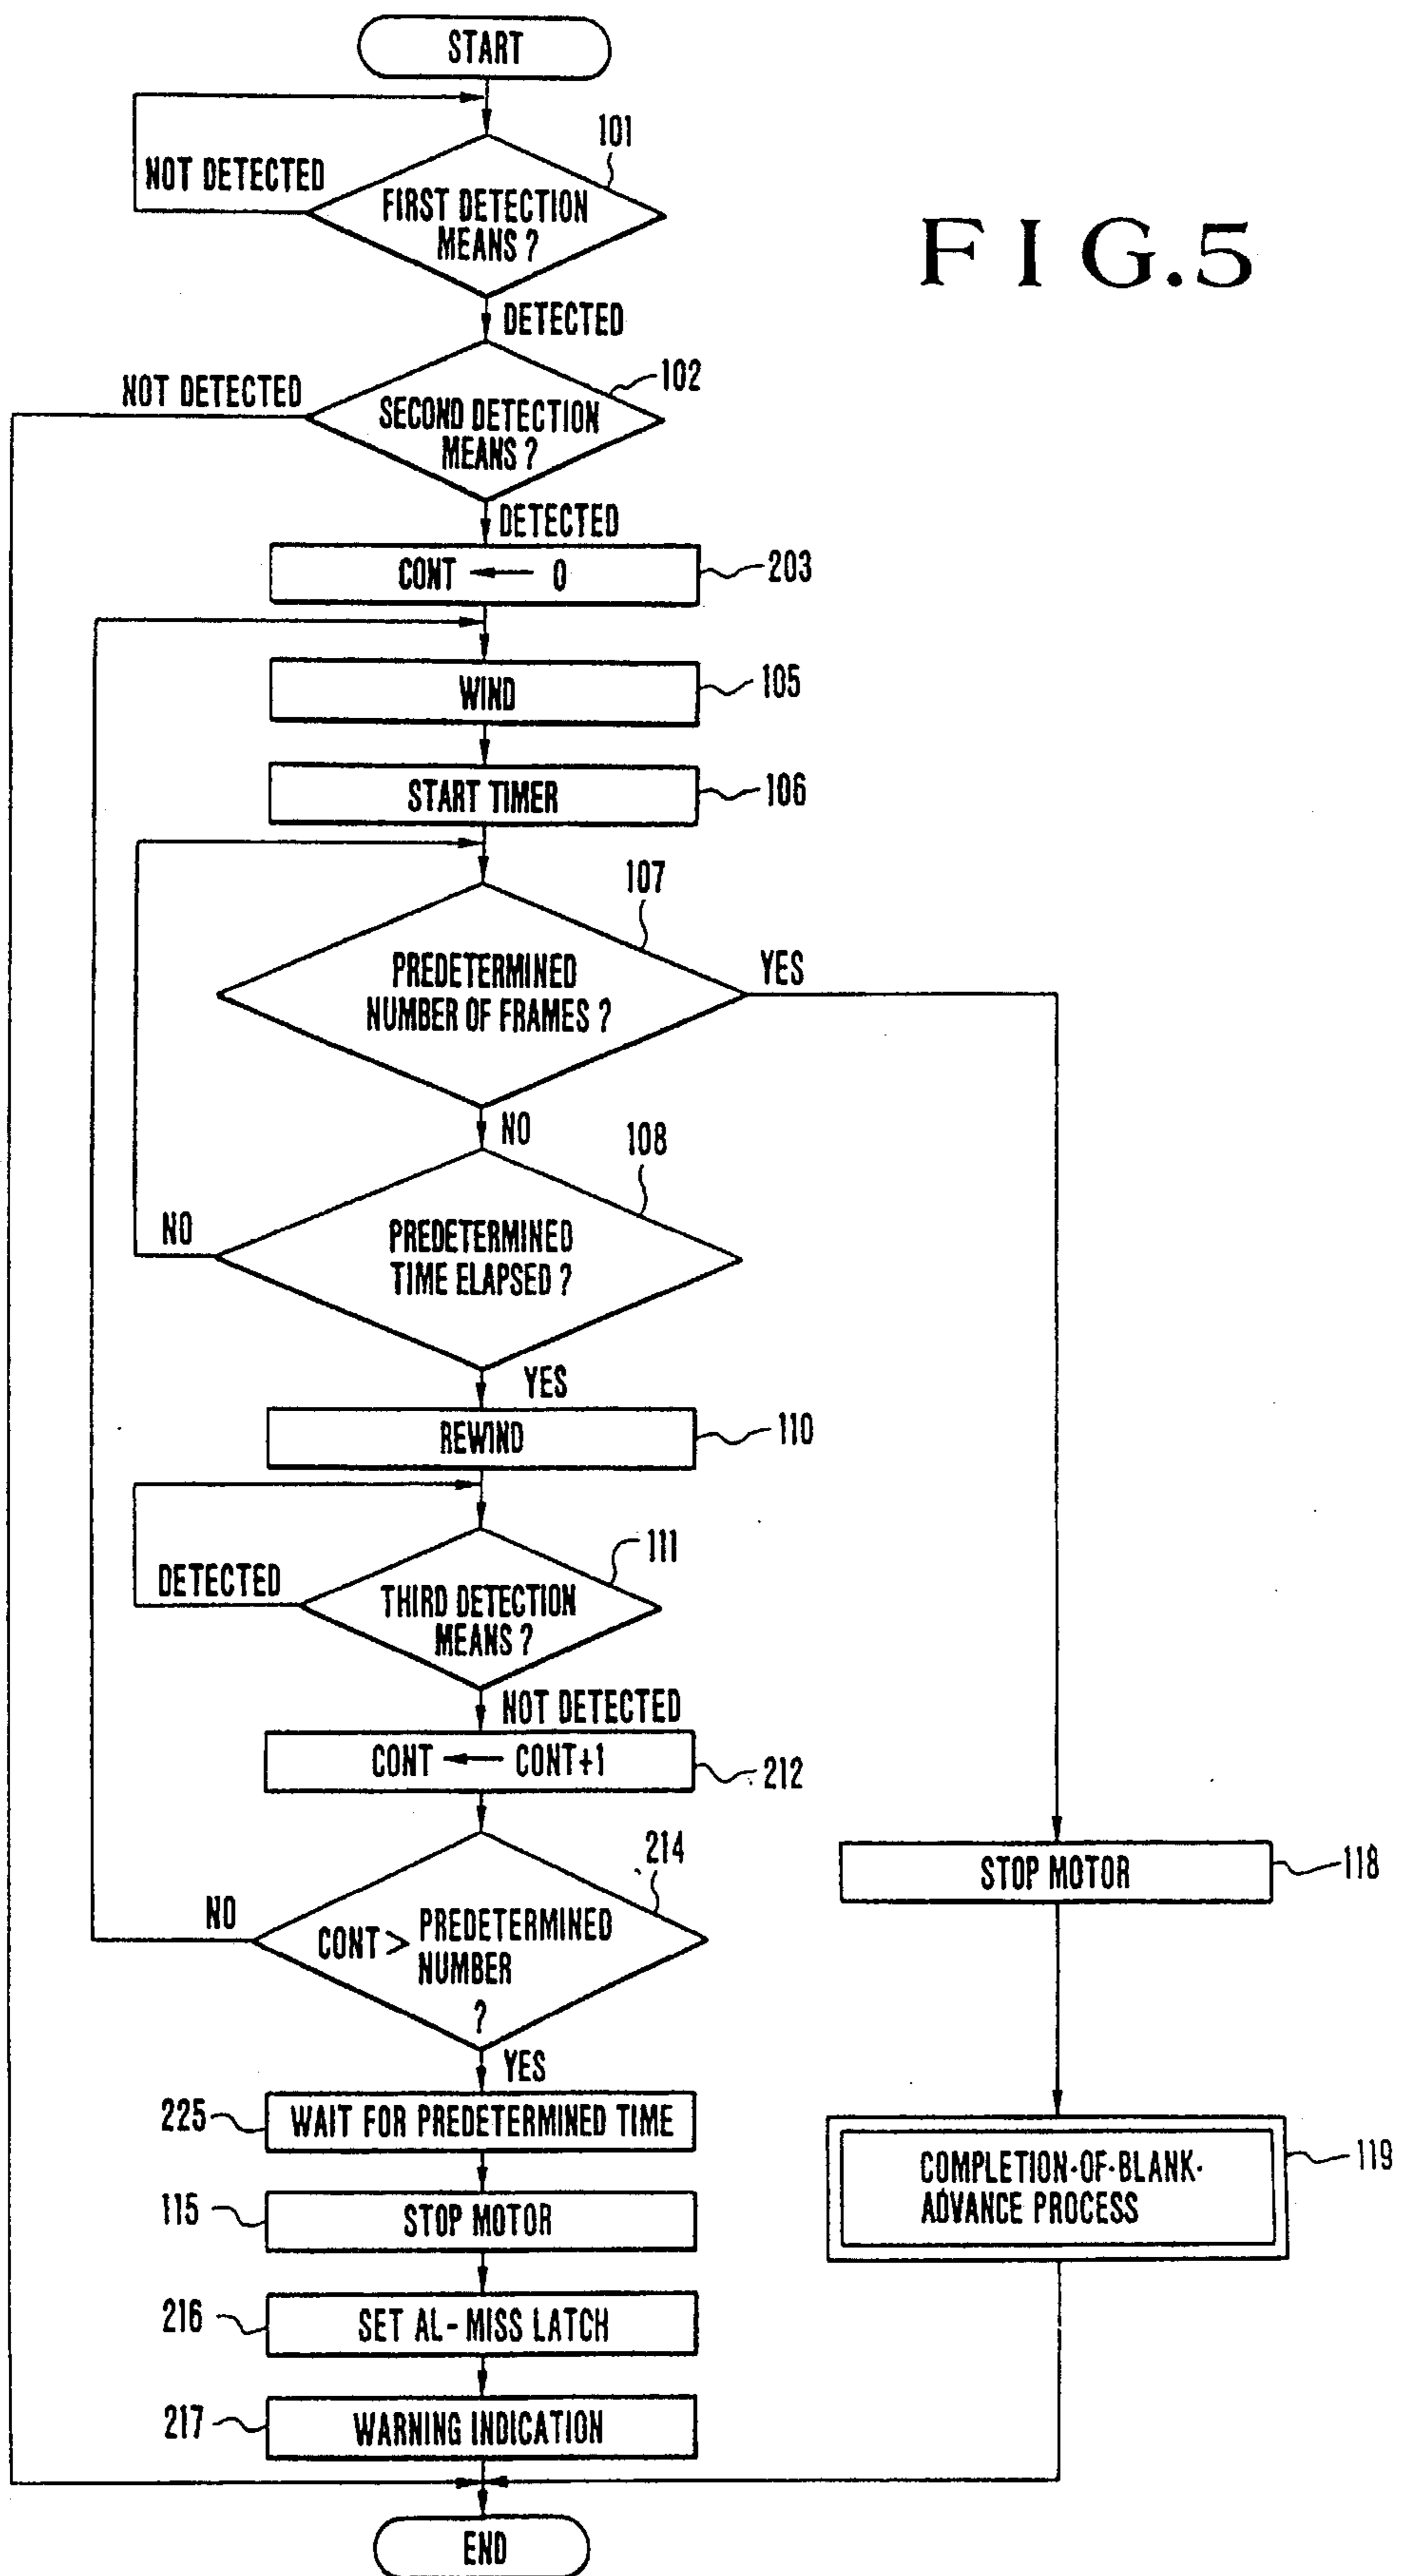 START
101
NOT DETECTED
FIRST DETECTION
MEANS ?
FIG.5
DETECTED
NOT DETECTED
102
SECOND DETECTION
MEANS ?
DETECTED
CONT ← 0
203
WIND
105
START TIMER
106
107
PREDETERMINED
NUMBER OF FRAMES ?
YES
NO
108
NO
PREDETERMINED
TIME ELAPSED ?
YES
REWIND
110
111
DETECTED
THIRD DETECTION
MEANS ?
NOT DETECTED
CONT ← CONT+1
212
214
NO
CONT > PREDETERMINED
NUMBER
?
STOP MOTOR
118
YES
225
WAIT FOR PREDETERMINED TIME
COMPLETION-OF-BLANK-
ADVANCE PROCESS
119
115
STOP MOTOR
216
SET AL-MISS LATCH
217
WARNING INDICATION
END